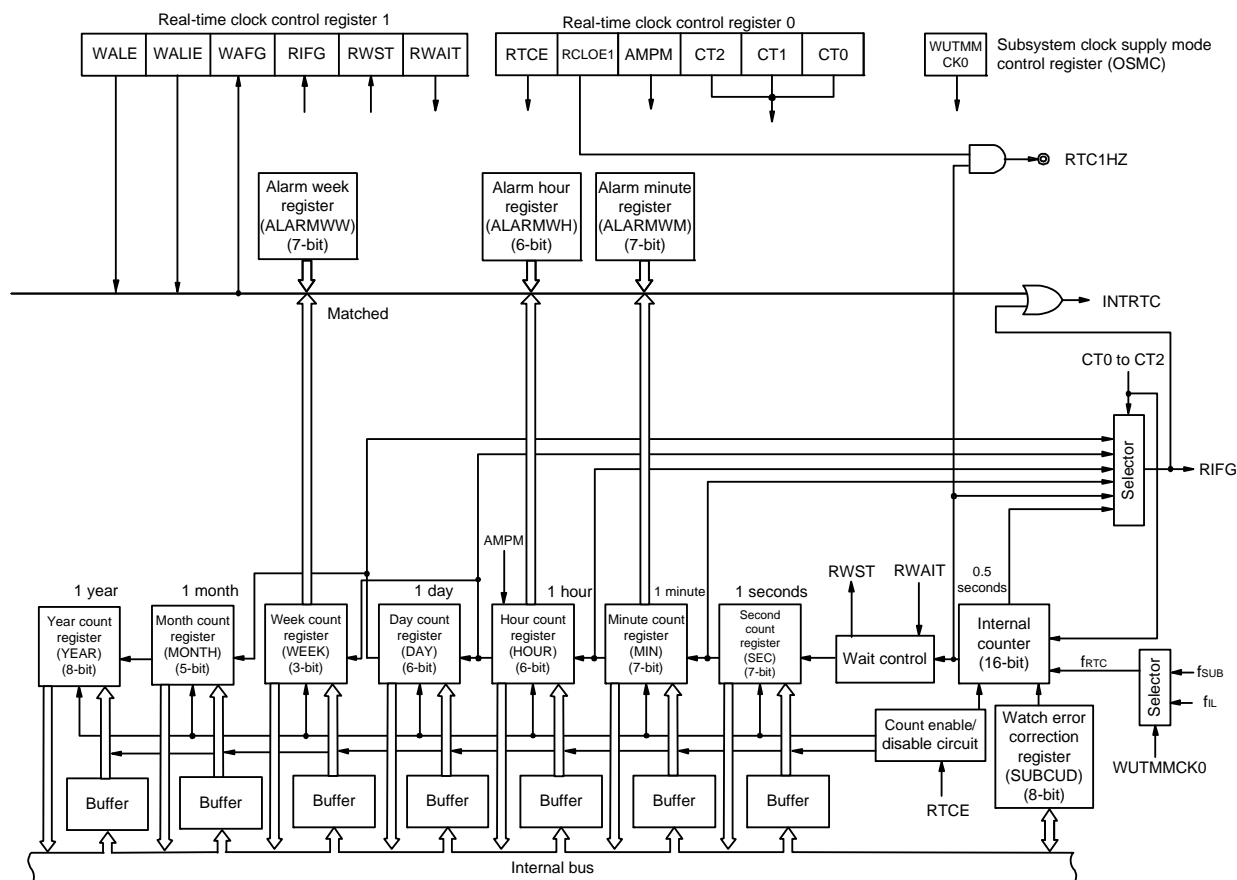 Real-time clock control register 1
Real-time clock control register 0
WALE
WALIE
WAFG
RIFG
RWST
RWAIT
RTCE
RCLOE1
AMPM
CT2
CT1
CT0
WUTMM
CK0
Subsystem clock supply mode
control register (OSMC)
RTC1HZ
Alarm week
register
(ALARMWW)
(7-bit)
Alarm hour
register
(ALARMWH)
(6-bit)
Alarm minute
register
(ALARMWM)
(7-bit)
Matched
INTRTC
CT0 to CT2
Selector
RIFG
AMPM
RWST
RWAIT
0.5
seconds
1 year
1 month
1 day
1 hour
1 minute
1 seconds
Year count
register
(YEAR)
(8-bit)
Month count
register
(MONTH)
(5-bit)
Week count
register
(WEEK)
(3-bit)
Day count
register
(DAY)
(6-bit)
Hour count
register
(HOUR)
(6-bit)
Minute count
register
(MIN)
(7-bit)
Second
count
register
(SEC)
(7-bit)
Wait control
Internal
counter
(16-bit)
fRTC
Selector
fSUB
fIL
WUTMMCK0
Count enable/
disable circuit
RTCE
Watch error
correction
register
(SUBCUD)
(8-bit)
Buffer
Buffer
Buffer
Buffer
Buffer
Buffer
Buffer
Internal bus